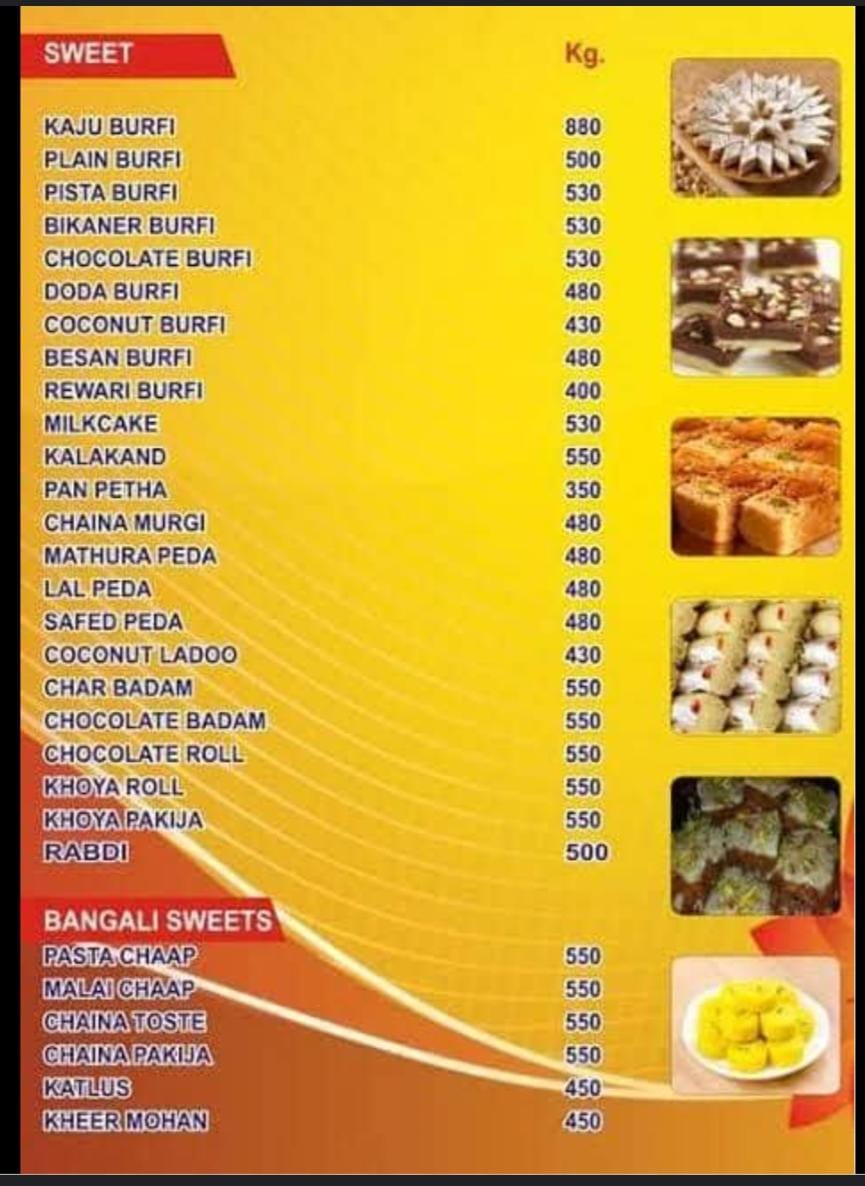 SWEET Kg.
KAJU BURFI 880
PLAIN BURFI 500
PISTA BURFI 530
BIKANER BURFI 530
CHOCOLATE BURFI 530
DODA BURFI 480
COCONUT BURFI 430
BESAN BURFI 480
REWARI BURFI 400
MILKCAKE 530
KALAKAND 550
PAN PETHA 350
CHAINA MURGI 480
MATHURA PEDA 480
LAL PEDA 480
SAFED PEDA 480
COCONUT LADOO 430
CHAR BADAM 550
CHOCOLATE BADAM 550
CHOCOLATE ROLL 550
KHOYA ROLL 550
KHOYA PAKIJA 550
RABDI 500
BANGALI SWEETS
PASTA CHAAP 550
MALAI CHAAP 550
CHAINA TOSTE 550
CHAINA PAKIJA 550
KATLUS 450
KHEER MOHAN 450